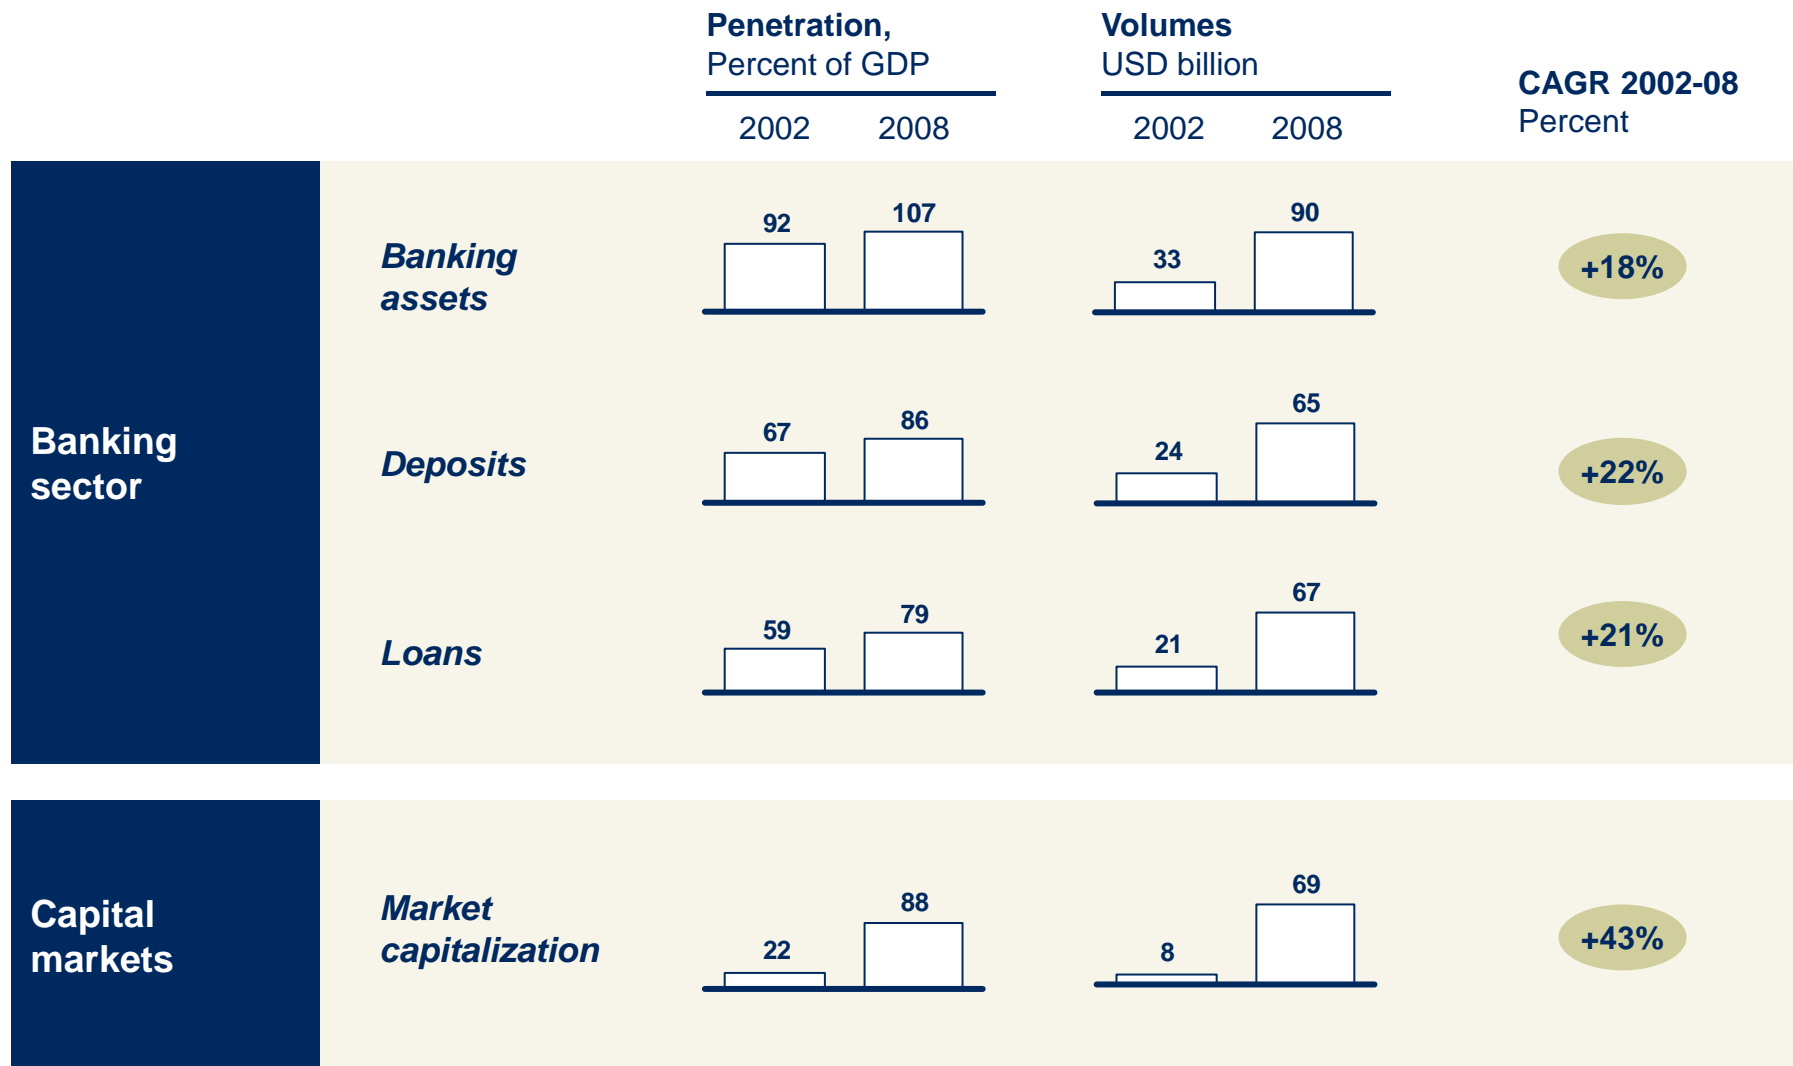 Penetration,
Percent of GDP
Volumes
USD billion
CAGR 2002-08
Percent
2002 2008
2002 2008
Banking
sector
Banking
assets
92 107
33 90
+18%
Deposits
67 86
24 65
+22%
Loans
59 79
21 67
+21%
Capital
markets
Market
capitalization
22 88
8 69
+43%